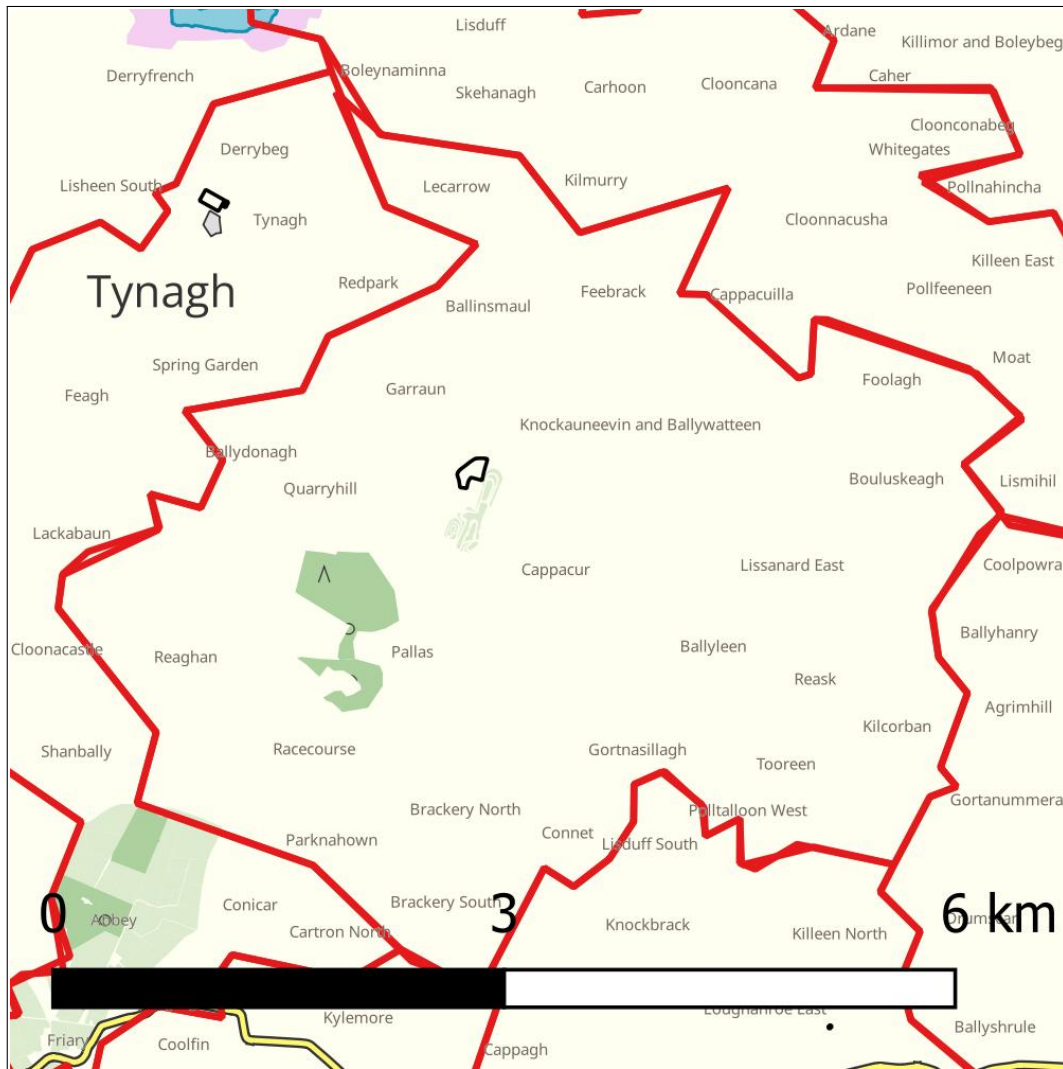 Lisduff
Ardane
Killimor and Boleybeg
Derryfrench
Boleynaminna
Caher
Skehanagh
Carhoon
Clooncana
Cloonconabeg
Derrybeg
Whitegates
Lisheen South
Lecarrow
Kilmurry
Pollnahincha
Tynagh
Cloonnacusha
Killeen East
Tynagh
Redpark
Ballinsmaul
Feebrack
Cappacuilla
Pollfeeneen
Spring Garden
Moat
Feagh
Garraun
Foolagh
Knockauneevin and Ballywatteen
Ballydonagh
Quarryhill
Bouluskeagh
Lismihil
Lackabaun
Cappacur
Lissanard East
Coolpowra
Ballyhanry
Cloonacastle
Reaghan
Pallas
Ballyleen
Reask
Agrimhill
Kilcorban
Shanbally
Racecourse
Gortnasillagh
Tooreen
Gortanummera
Brackery North
Polltalloon West
Parknahown
Connet
Lisduff South
Conicar
Brackery South
0
3
6 km
Abbey
Cartron North
Knockbrack
Killeen North
Loughanroe East
Friary
Coolfin
Kylemore
Cappagh
Ballyshrule